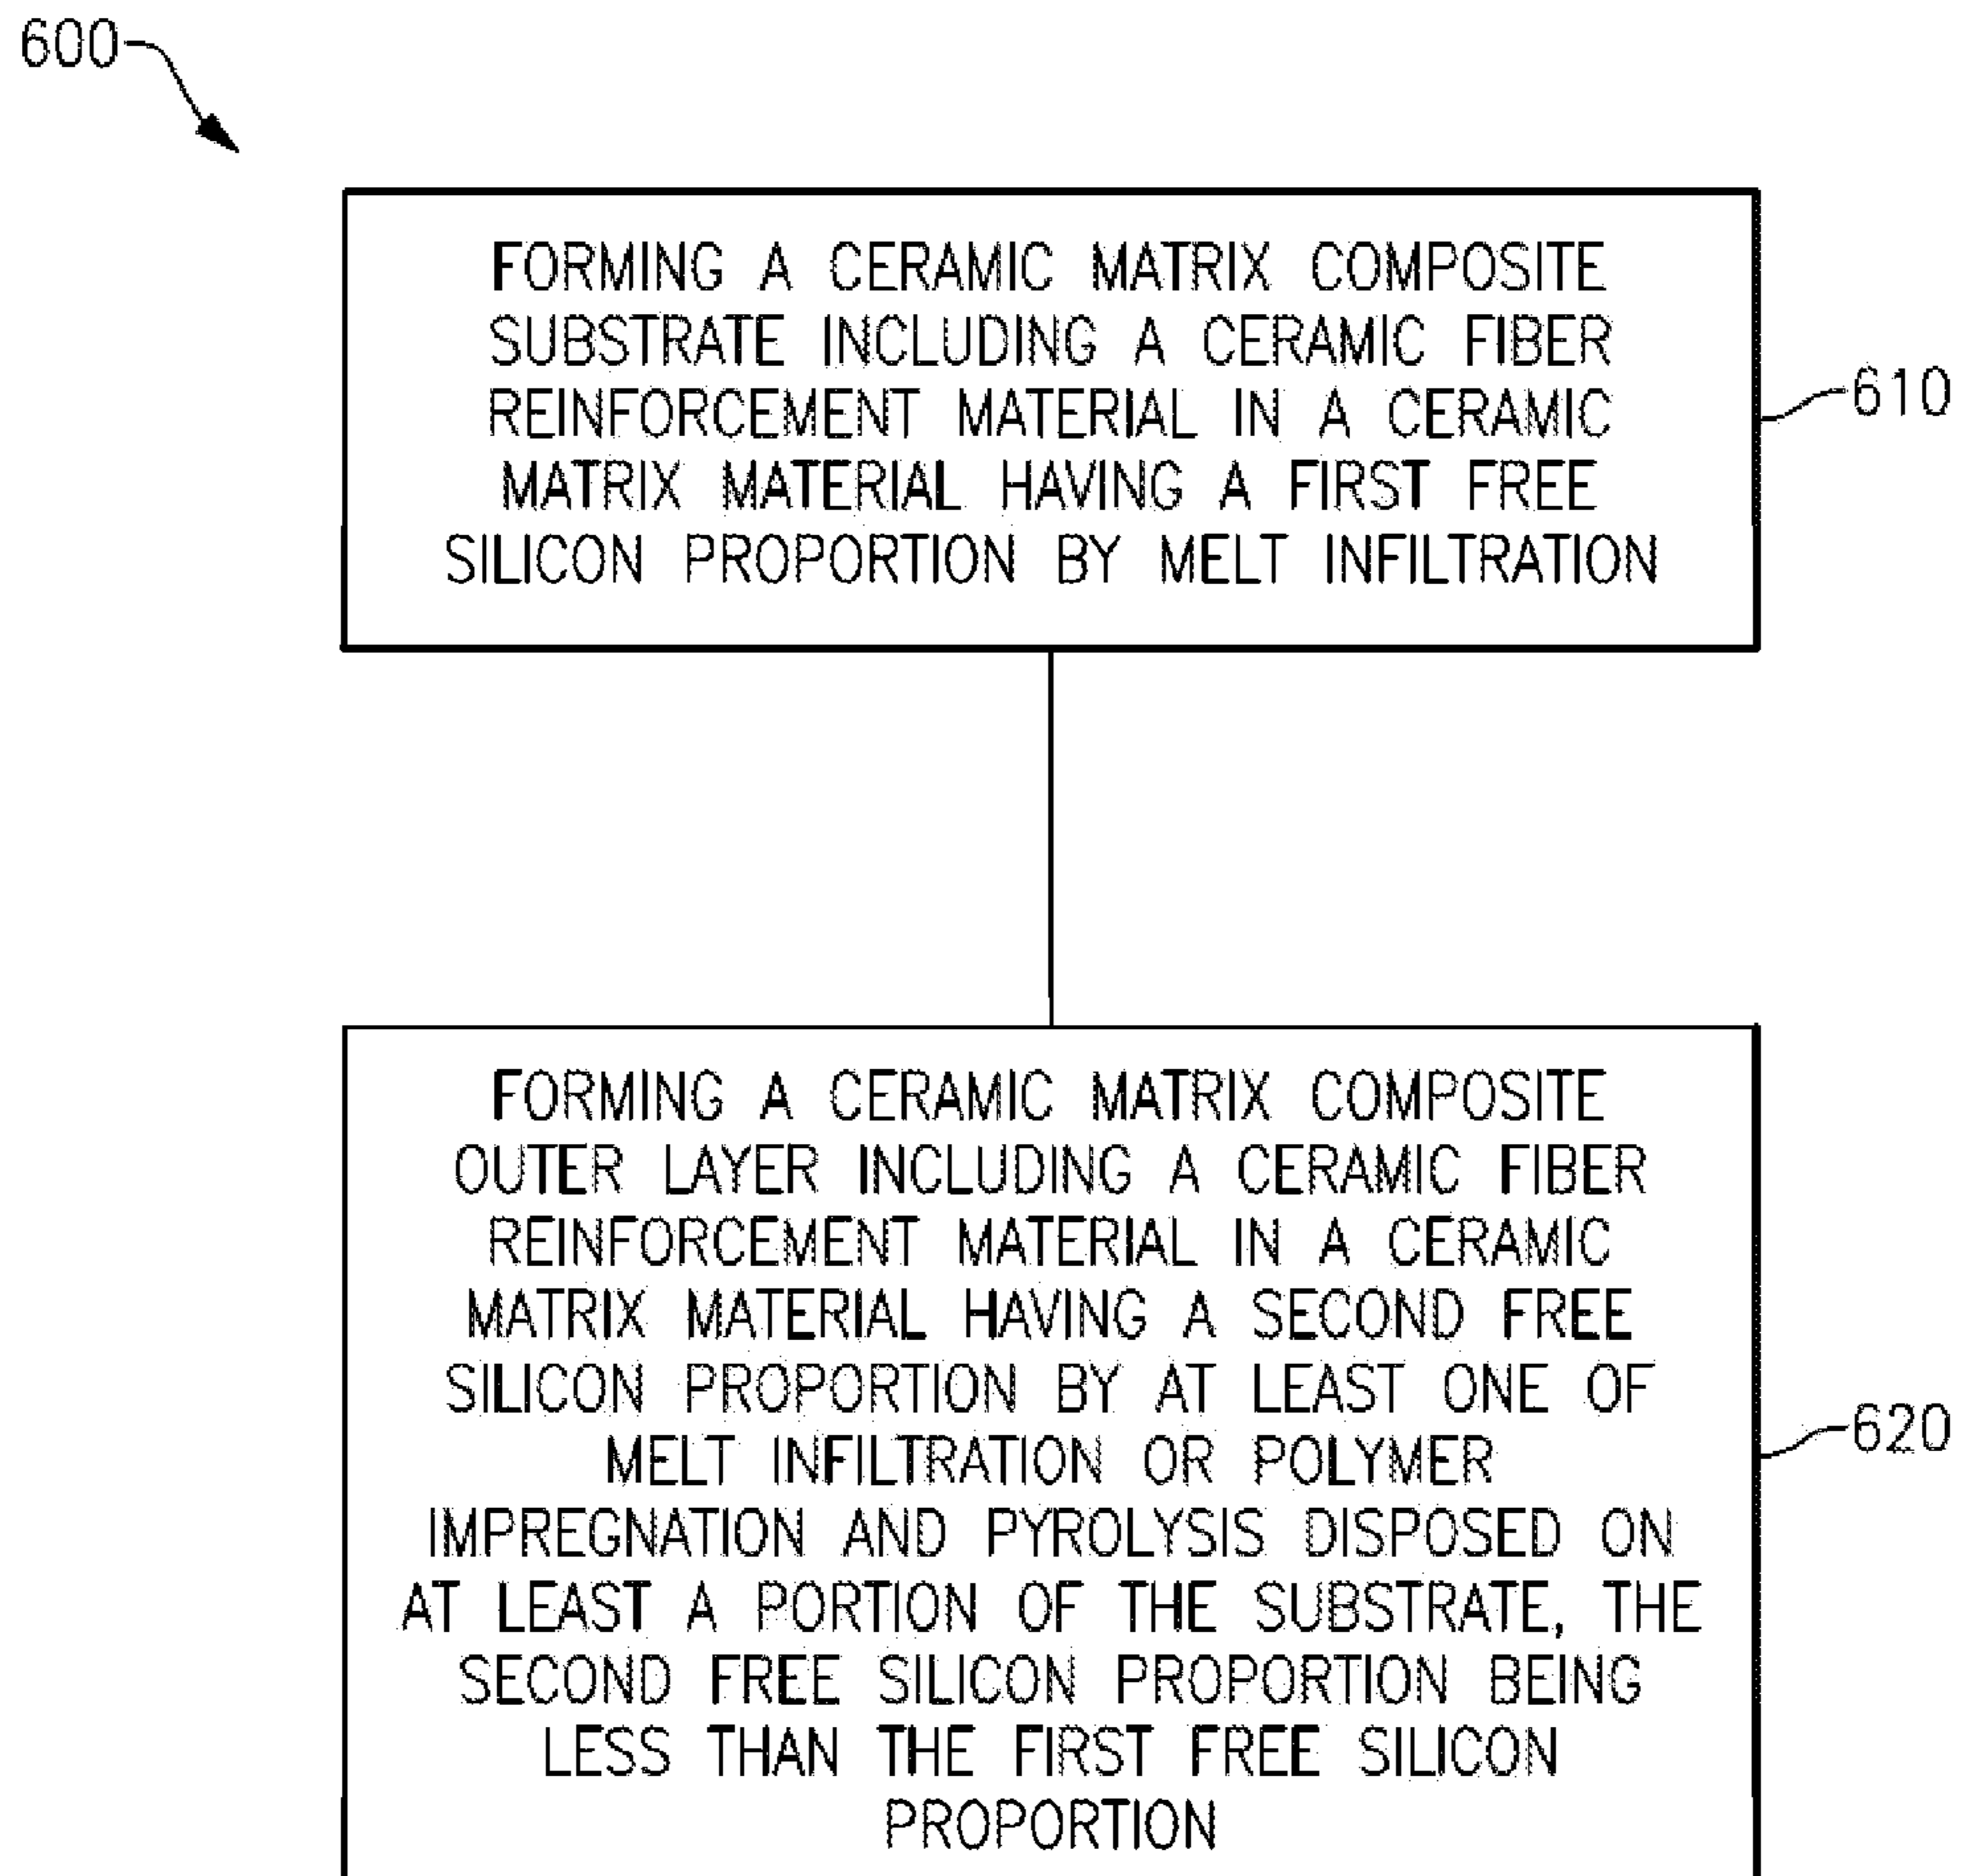 600
FORMING A CERAMIC MATRIX COMPOSITE
SUBSTRATE INCLUDING A CERAMIC FIBER
REINFORCEMENT MATERIAL IN A CERAMIC
MATRIX MATERIAL HAVING A FIRST FREE
SILICON PROPORTION BY MELT INFILTRATION
610
FORMING A CERAMIC MATRIX COMPOSITE
OUTER LAYER INCLUDING A CERAMIC FIBER
REINFORCEMENT MATERIAL IN A CERAMIC
MATRIX MATERIAL HAVING A SECOND FREE
SILICON PROPORTION BY AT LEAST ONE OF
MELT INFILTRATION OR POLYMER
IMPREGNATION AND PYROLYSIS DISPOSED ON
AT LEAST A PORTION OF THE SUBSTRATE, THE
SECOND FREE SILICON PROPORTION BEING
LESS THAN THE FIRST FREE SILICON
PROPORTION
620